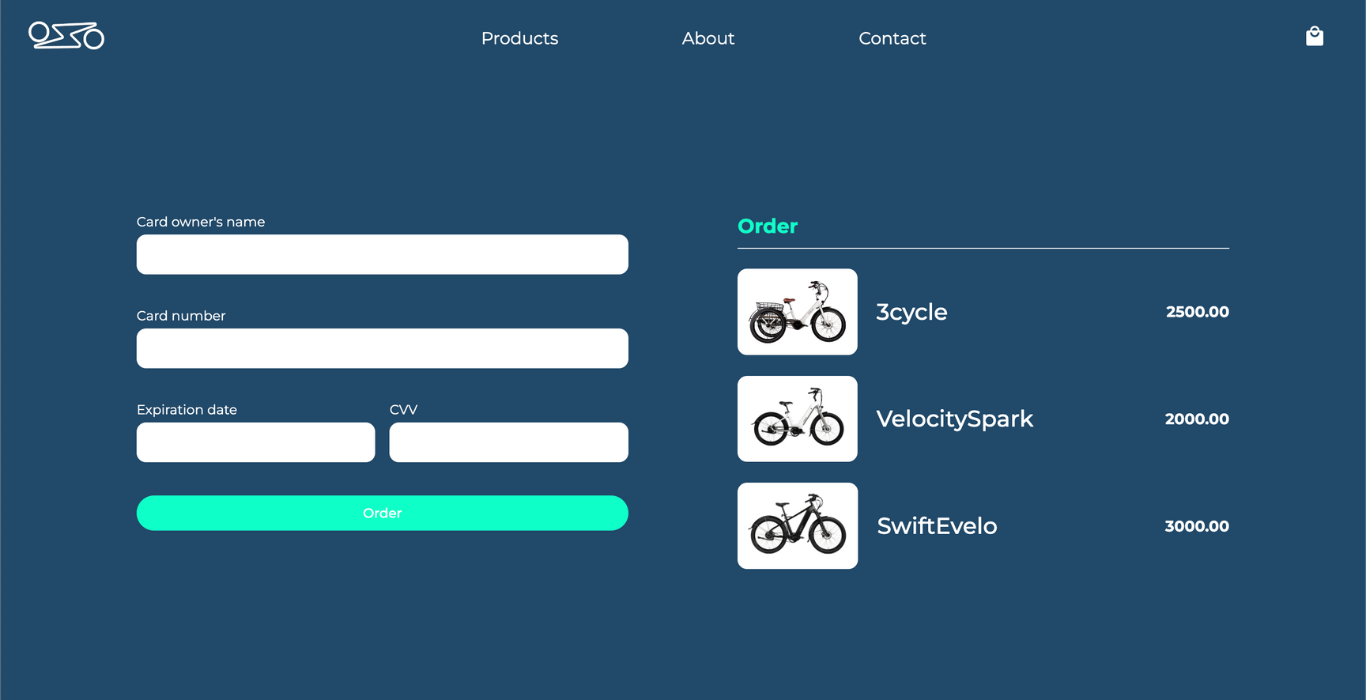 Products About Contact
Card owner's name
Card number
Expiration date CVV
Order
Order
3cycle 2500.00
VelocitySpark 2000.00
SwiftEvelo 3000.00